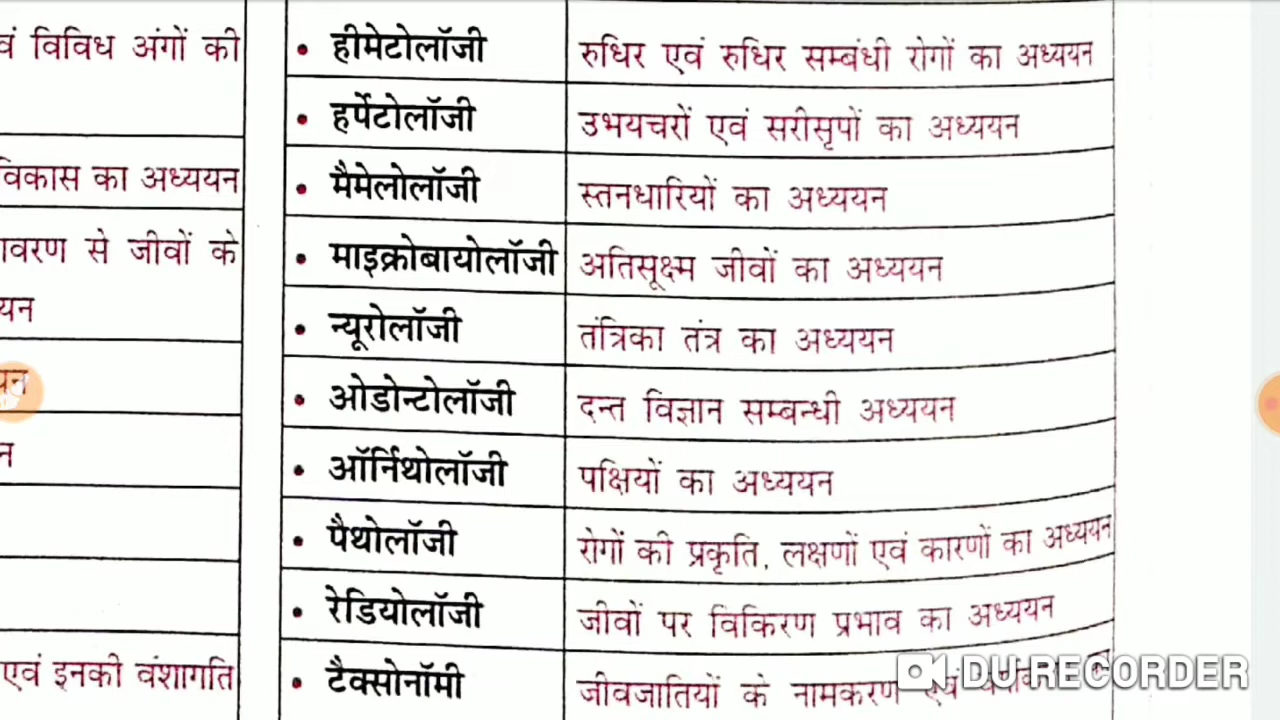 वं विविध अंगों की
विकास का अध्ययन
ावरण से जीवों के
यन
यन
न
एवं इनकी वंशागति
• हीमेटोलॉजी रुधिर एवं रुधिर सम्बंधी रोगों का अध्ययन
• हर्पेटोलॉजी उभयचरों एवं सरीसृपों का अध्ययन
• मैमेलोलॉजी स्तनधारियों का अध्ययन
• माइक्रोबायोलॉजी अतिसूक्ष्म जीवों का अध्ययन
• न्यूरोलॉजी तंत्रिका तंत्र का अध्ययन
• ओडोन्टोलॉजी दन्त विज्ञान सम्बन्धी अध्ययन
• ऑर्निथोलॉजी पक्षियों का अध्ययन
• पैथोलॉजी रोगों की प्रकृति, लक्षणों एवं कारणों का अध्ययन
• रेडियोलॉजी जीवों पर विकिरण प्रभाव का अध्ययन
• टैक्सोनॉमी जीवजातियों के नामकरण एवं
DU RECORDER